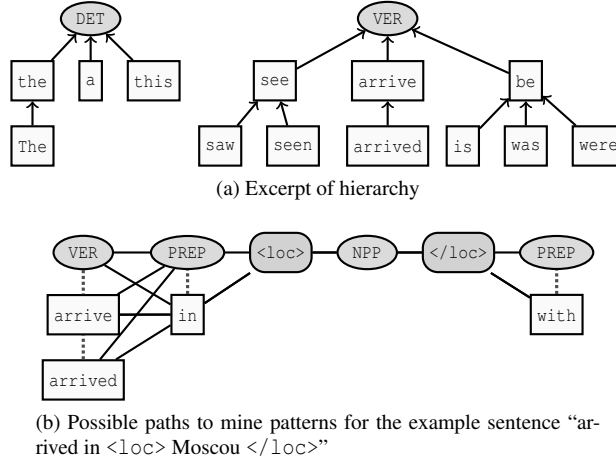 DET VER
the a this see arrive be
The saw seen arrived is was were
(a) Excerpt of hierarchy
VER PREP <loc> NPP </loc> PREP
arrive in with
arrived
(b) Possible paths to mine patterns for the example sentence “ar-
rived in <loc> Moscou </loc>”